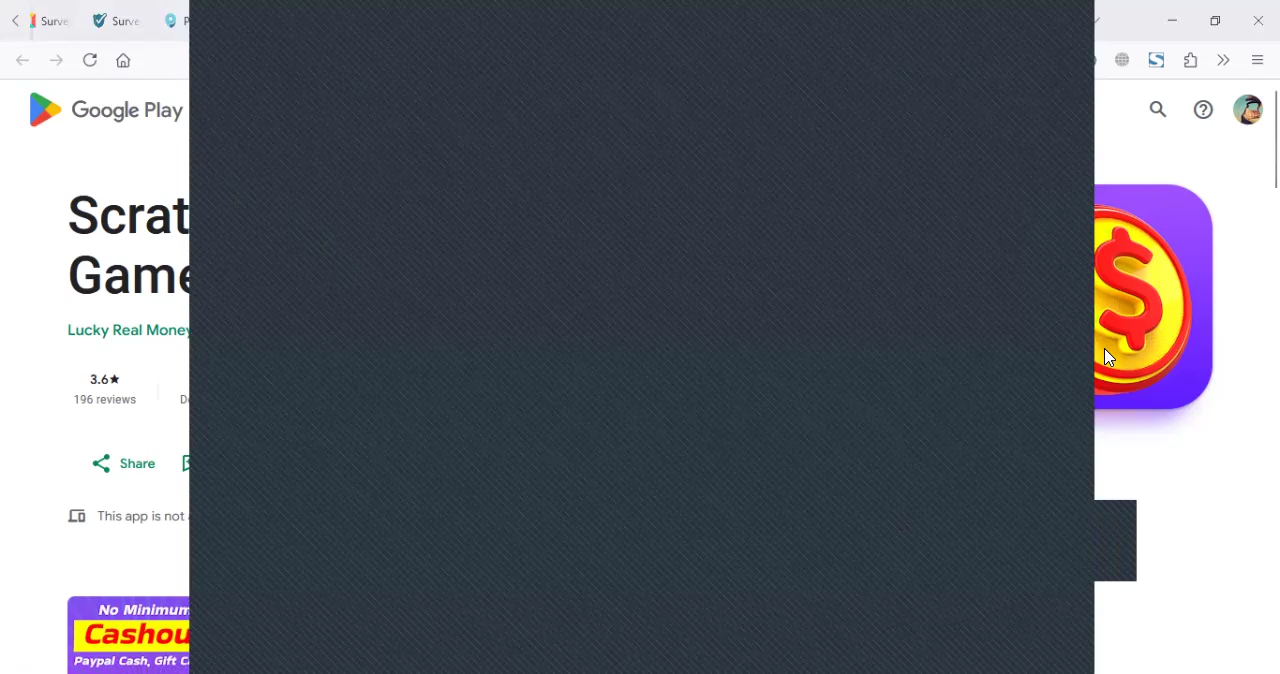 Surve
Surve
P
Google Play
Scrat
Game
Lucky Real Money
3.6★
196 reviews
Share
This app is not
No Minimum
Cashou
Paypal Cash, Gift C